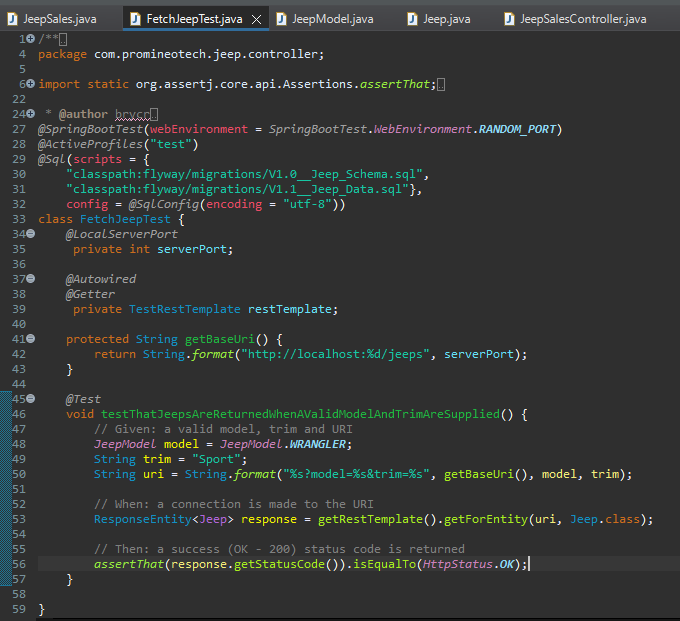 JeepSales.java FetchJeepTest.java JeepModel.java Jeep.java JeepSalesController.java
1 /**
4 package com.promineotech.jeep.controller;
5
6 import static org.assertj.core.api.Assertions.assertThat;
22
24  * @author brycr
27 @SpringBootTest(webEnvironment = SpringBootTest.WebEnvironment.RANDOM_PORT)
28 @ActiveProfiles("test")
29 @Sql(scripts = {
30     "classpath:flyway/migrations/V1.0__Jeep_Schema.sql",
31     "classpath:flyway/migrations/V1.1__Jeep_Data.sql"},
32     config = @SqlConfig(encoding = "utf-8"))
33 class FetchJeepTest {
34     @LocalServerPort
35      private int serverPort;
36
37     @Autowired
38     @Getter
39      private TestRestTemplate restTemplate;
40
41     protected String getBaseUri() {
42         return String.format("http://localhost:%d/jeeps", serverPort);
43     }
44
45     @Test
46     void testThatJeepsAreReturnedWhenAValidModelAndTrimAreSupplied() {
47         // Given: a valid model, trim and URI
48         JeepModel model = JeepModel.WRANGLER;
49         String trim = "Sport";
50         String uri = String.format("%s?model=%s&trim=%s", getBaseUri(), model, trim);
51
52         // When: a connection is made to the URI
53         ResponseEntity<Jeep> response = getRestTemplate().getForEntity(uri, Jeep.class);
54
55         // Then: a success (OK - 200) status code is returned
56         assertThat(response.getStatusCode()).isEqualTo(HttpStatus.OK);
57     }
58
59 }